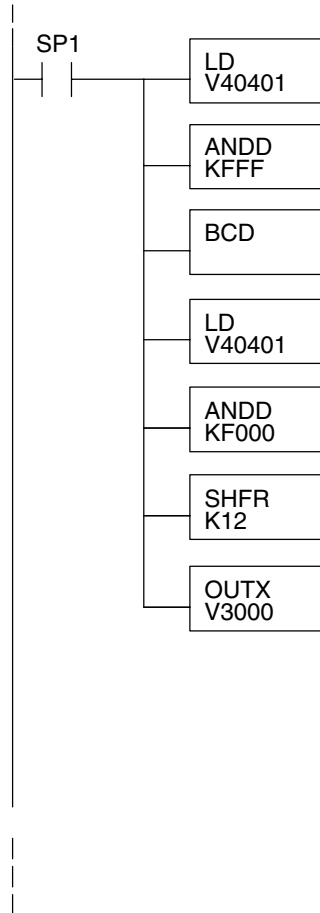 SP1
LD
V40401
ANDD
KFFF
BCD
LD
V40401
ANDD
KF000
SHFR
K12
OUTX
V3000